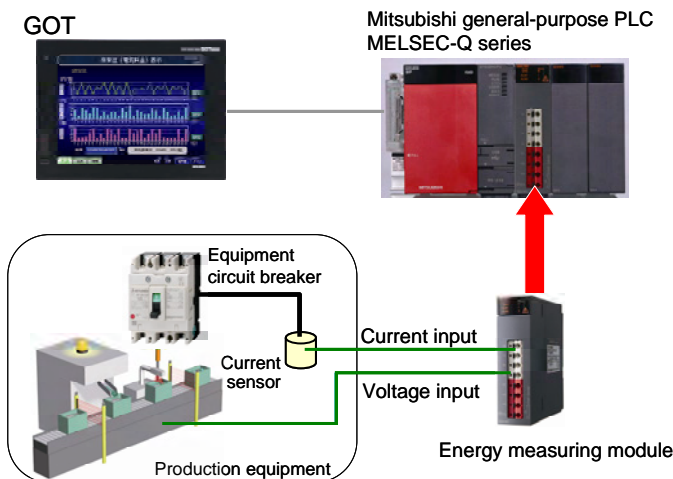 GOT
Mitsubishi general-purpose PLC
MELSEC-Q series
Equipment
circuit breaker
Current
sensor
Current input
Voltage input
Production equipment
Energy measuring module